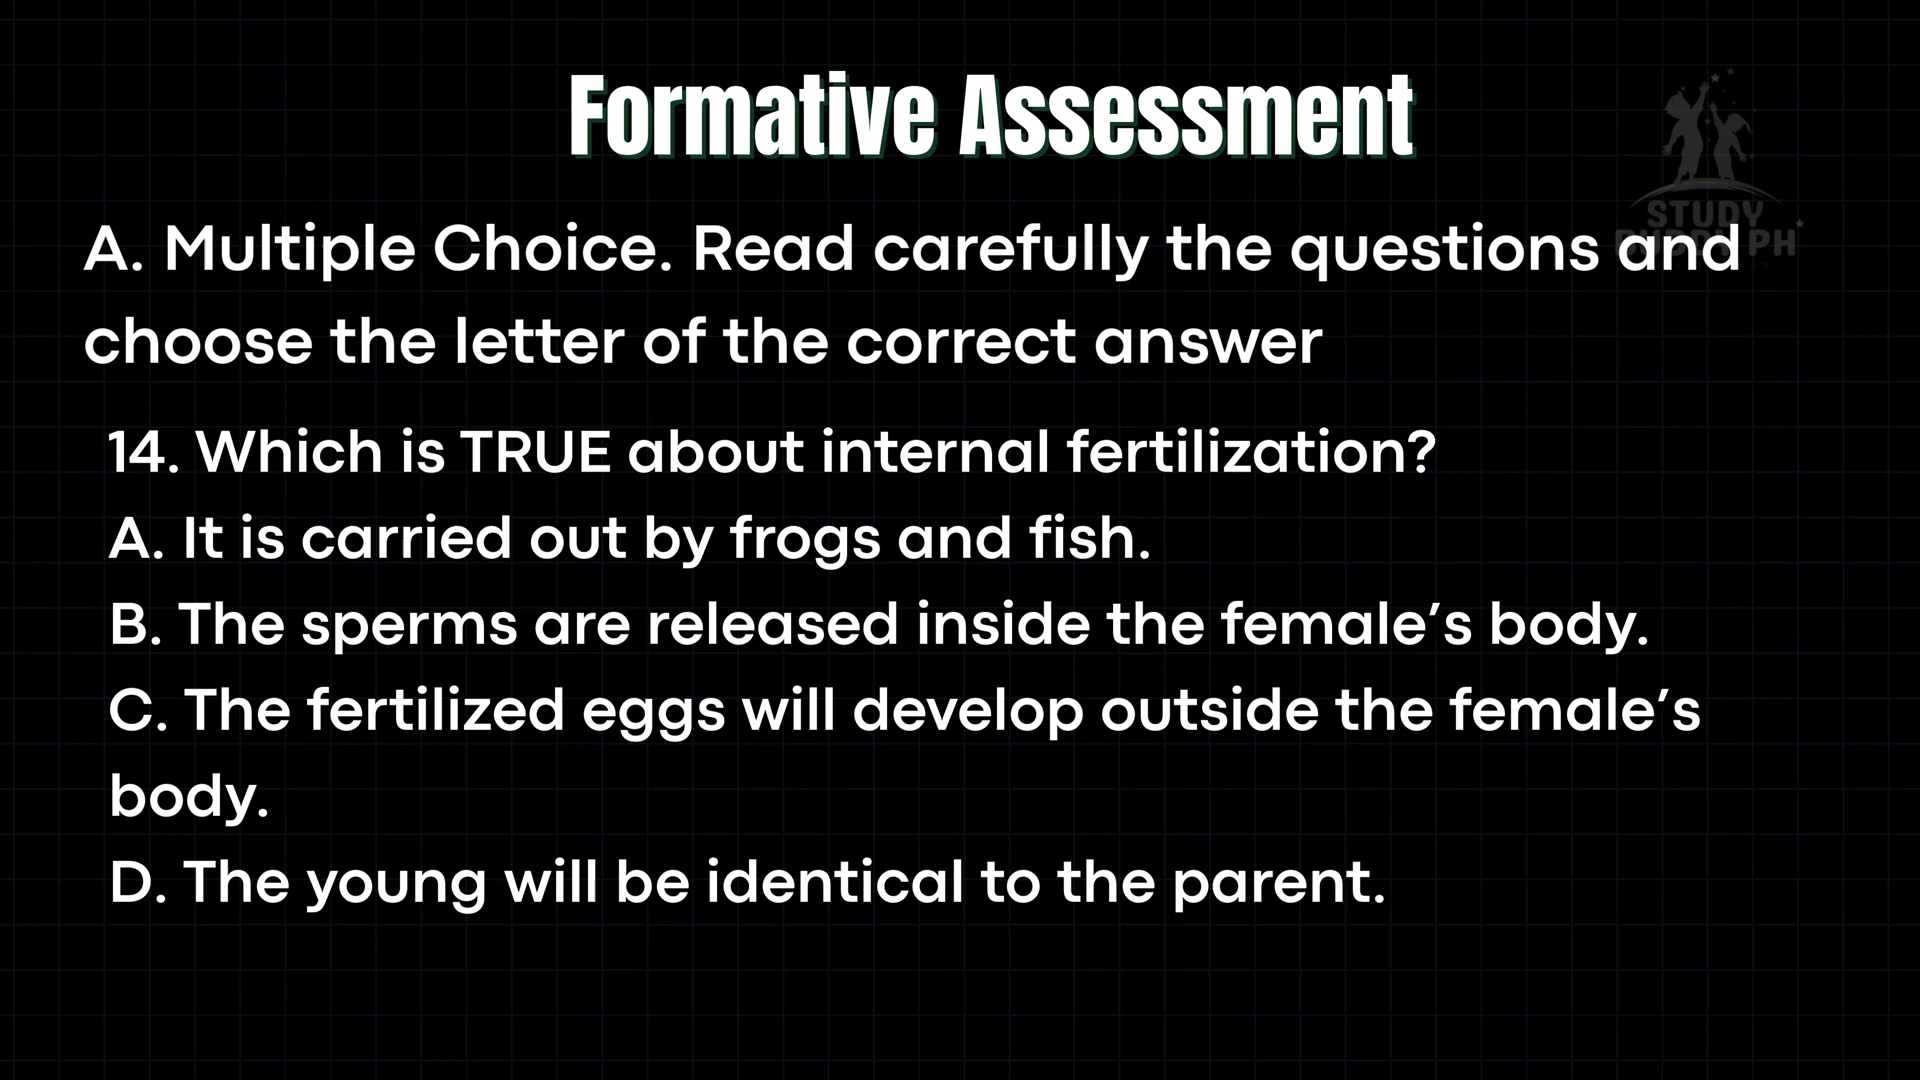 Formative Assessment
STUDY
BUDDY PH
A. Multiple Choice. Read carefully the questions and
choose the letter of the correct answer
14. Which is TRUE about internal fertilization?
A. It is carried out by frogs and fish.
B. The sperms are released inside the female’s body.
C. The fertilized eggs will develop outside the female’s
body.
D. The young will be identical to the parent.